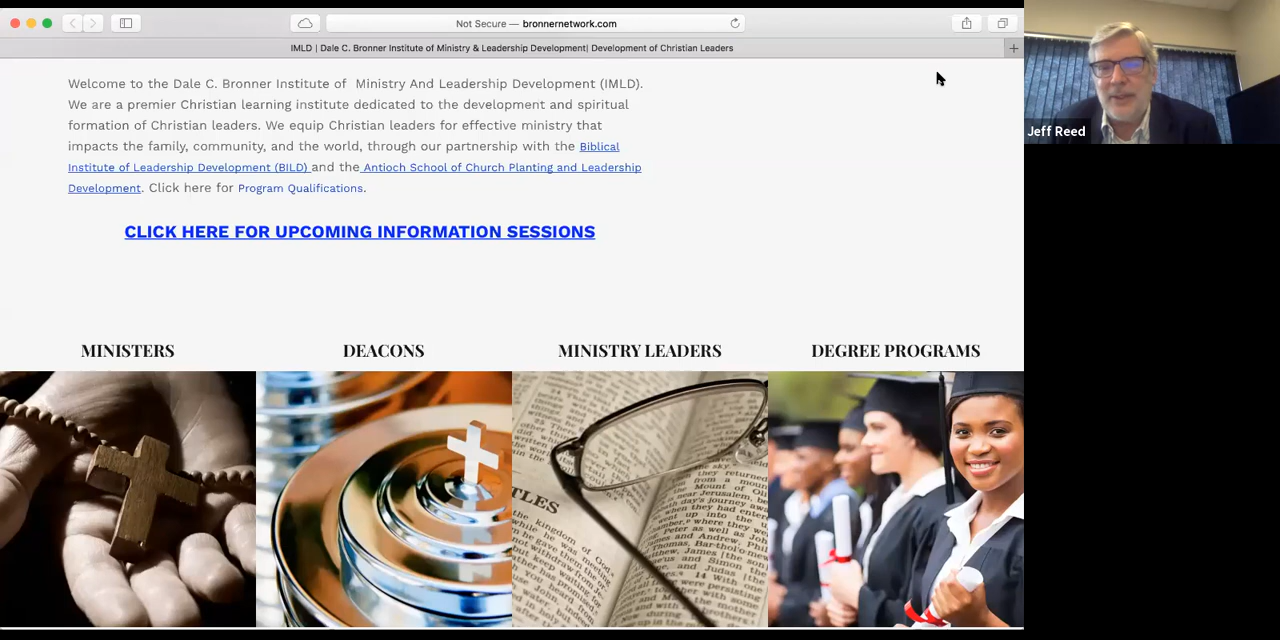 Not Secure — bronnernetwork.com
IMLD | Dale C. Bronner Institute of Ministry & Leadership Development| Development of Christian Leaders
Welcome to the Dale C. Bronner Institute of Ministry And Leadership Development (IMLD).
We are a premier Christian learning institute dedicated to the development and spiritual
formation of Christian leaders. We equip Christian leaders for effective ministry that
impacts the family, community, and the world, through our partnership with the Biblical
Institute of Leadership Development (BILD) and the Antioch School of Church Planting and Leadership
Development. Click here for Program Qualifications.
CLICK HERE FOR UPCOMING INFORMATION SESSIONS
Jeff Reed
MINISTERS
DEACONS
MINISTRY LEADERS
DEGREE PROGRAMS